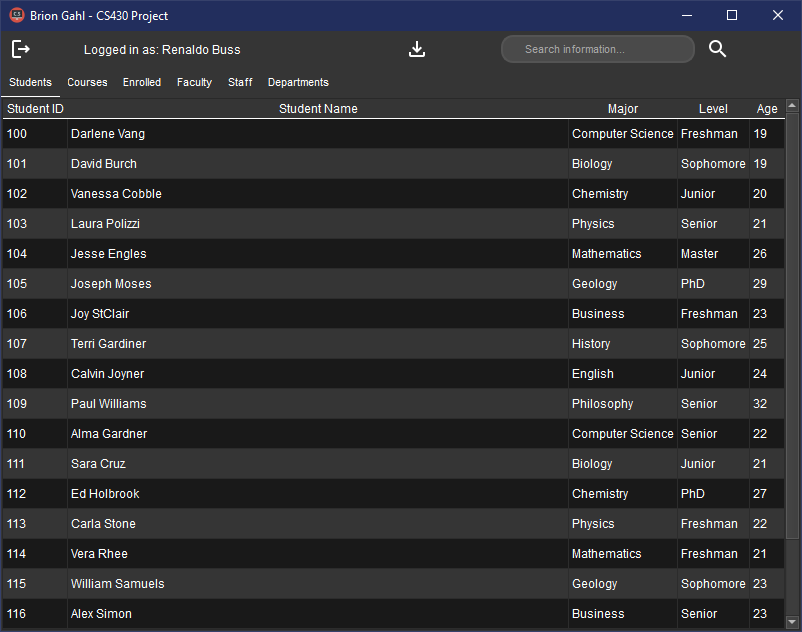 CS
Brion Gahl - CS430 Project
Logged in as: Renaldo Buss
Search information...
Students Courses Enrolled Faculty Staff Departments
Student ID Student Name Major Level Age
100 Darlene Vang Computer Science Freshman 19
101 David Burch Biology Sophomore 19
102 Vanessa Cobble Chemistry Junior 20
103 Laura Polizzi Physics Senior 21
104 Jesse Engles Mathematics Master 26
105 Joseph Moses Geology PhD 29
106 Joy StClair Business Freshman 23
107 Terri Gardiner History Sophomore 25
108 Calvin Joyner English Junior 24
109 Paul Williams Philosophy Senior 32
110 Alma Gardner Computer Science Senior 22
111 Sara Cruz Biology Junior 21
112 Ed Holbrook Chemistry PhD 27
113 Carla Stone Physics Freshman 22
114 Vera Rhee Mathematics Freshman 21
115 William Samuels Geology Sophomore 23
116 Alex Simon Business Senior 23